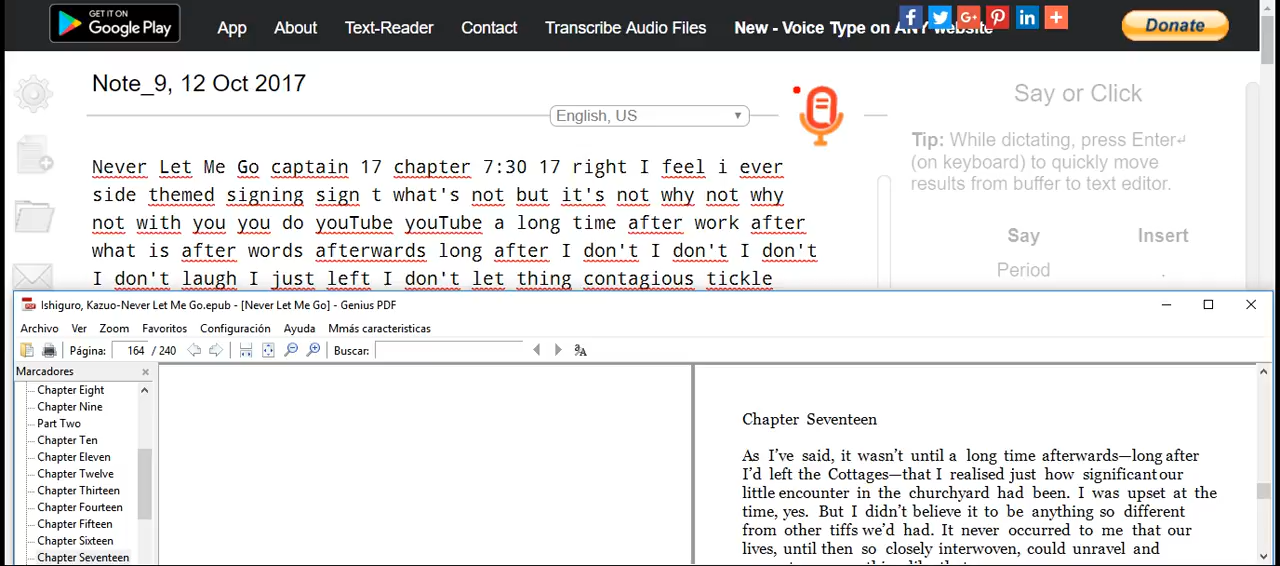 GET IT ON
Google Play
App About Text-Reader Contact Transcribe Audio Files New - Voice Type on ANY website
Donate
Note_9, 12 Oct 2017
English, US
Say or Click
Tip: While dictating, press Enter↵
(on keyboard) to quickly move
results from buffer to text editor.
Say Insert
Period .
Never Let Me Go captain 17 chapter 7:30 17 right I feel i ever
side themed signing sign t what's not but it's not why not why
not with you you do youTube youTube a long time after work after
what is after words afterwards long after I don't I don't I don't
I don't laugh I just left I don't let thing contagious tickle
Ishiguro, Kazuo-Never Let Me Go.epub - [Never Let Me Go] - Genius PDF
Archivo Ver Zoom Favoritos Configuración Ayuda Mmás caracteristicas
Página: 164 / 240 Buscar:
Marcadores
Chapter Eight
Chapter Nine
Part Two
Chapter Ten
Chapter Eleven
Chapter Twelve
Chapter Thirteen
Chapter Fourteen
Chapter Fifteen
Chapter Sixteen
Chapter Seventeen
Chapter Seventeen
As I've said, it wasn't until a long time afterwards—long after
I'd left the Cottages—that I realised just how significant our
little encounter in the churchyard had been. I was upset at the
time, yes. But I didn't believe it to be anything so different
from other tiffs we'd had. It never occurred to me that our
lives, until then so closely interwoven, could unravel and